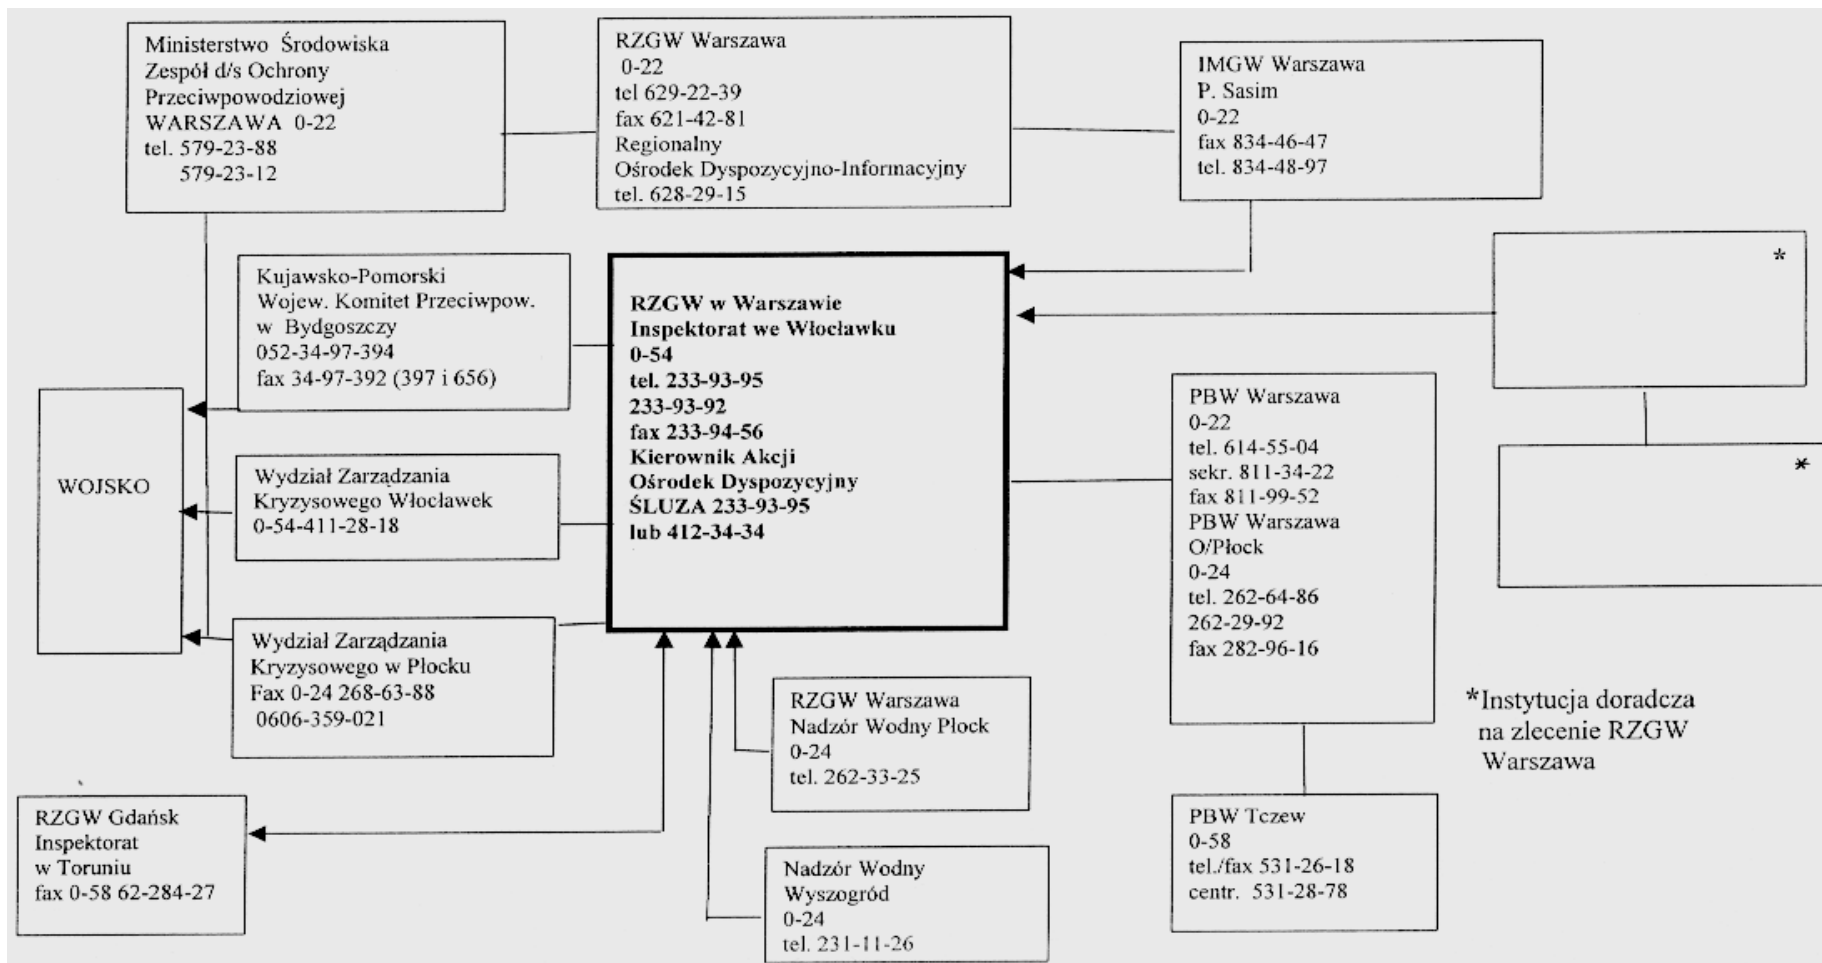 Ministerstwo Środowiska
Zespół d/s Ochrony
Przeciwpowodziowej
WARSZAWA 0-22
tel. 579-23-88
579-23-12
RZGW Warszawa
0-22
tel 629-22-39
fax 621-42-81
Regionalny
Ośrodek Dyspozycyjno-Informacyjny
tel. 628-29-15
IMGW Warszawa
P. Sasim
0-22
fax 834-46-47
tel. 834-48-97
*
Kujawsko-Pomorski
Wojew. Komitet Przeciwpow.
w Bydgoszczy
052-34-97-394
fax 34-97-392 (397 i 656)
RZGW w Warszawie
Inspektorat we Włocławku
0-54
tel. 233-93-95
233-93-92
fax 233-94-56
Kierownik Akcji
Ośrodek Dyspozycyjny
ŚLUZA 233-93-95
lub 412-34-34
PBW Warszawa
0-22
tel. 614-55-04
sekr. 811-34-22
fax 811-99-52
PBW Warszawa
O/Płock
0-24
tel. 262-64-86
262-29-92
fax 282-96-16
*
WOJSKO
Wydział Zarządzania
Kryzysowego Włocławek
0-54-411-28-18
Wydział Zarządzania
Kryzysowego w Płocku
Fax 0-24 268-63-88
0606-359-021
RZGW Warszawa
Nadzór Wodny Płock
0-24
tel. 262-33-25
*Instytucja doradcza
na zlecenie RZGW
Warszawa
RZGW Gdańsk
Inspektorat
w Toruniu
fax 0-58 62-284-27
Nadzór Wodny
Wyszogród
0-24
tel. 231-11-26
PBW Tczew
0-58
tel./fax 531-26-18
centr. 531-28-78